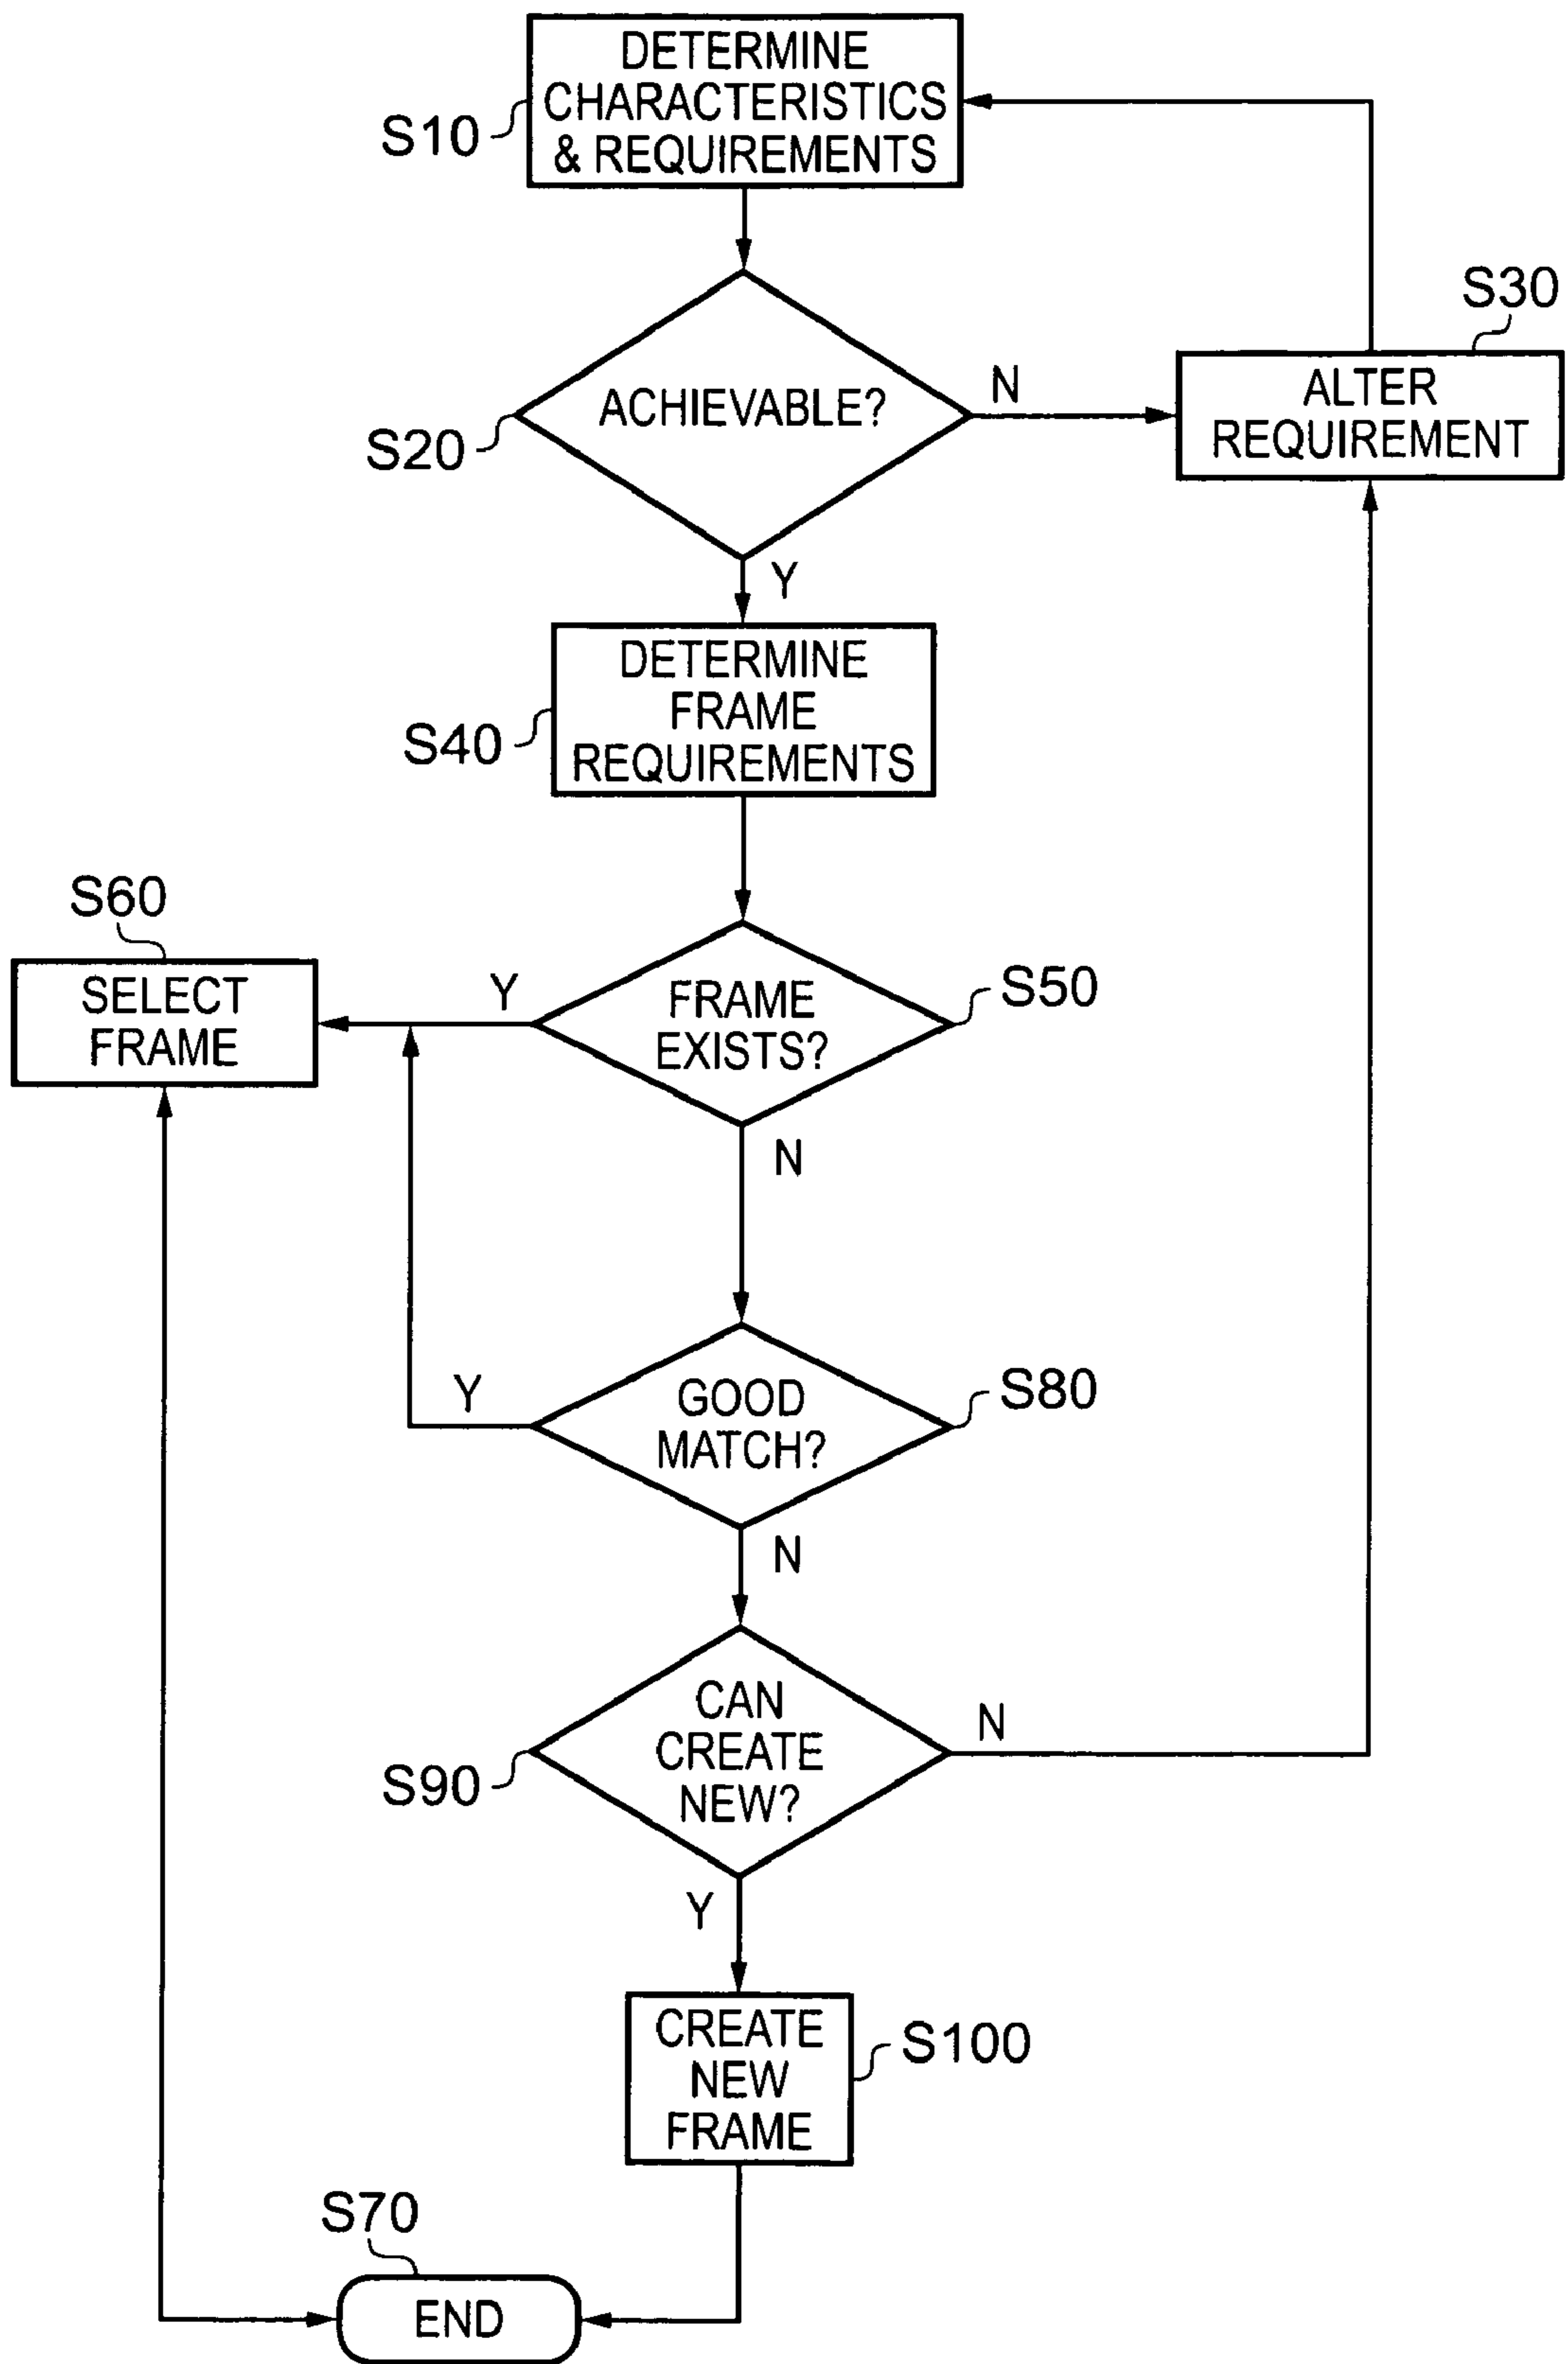 DETERMINE
CHARACTERISTICS
& REQUIREMENTS
S10
S30
ALTER
REQUIREMENT
ACHIEVABLE?
N
S20
Y
DETERMINE
FRAME
REQUIREMENTS
S40
S60
SELECT
FRAME
Y
FRAME
EXISTS?
S50
N
Y
GOOD
MATCH?
S80
N
CAN
CREATE
NEW?
N
S90
Y
CREATE
NEW
FRAME
S100
S70
END